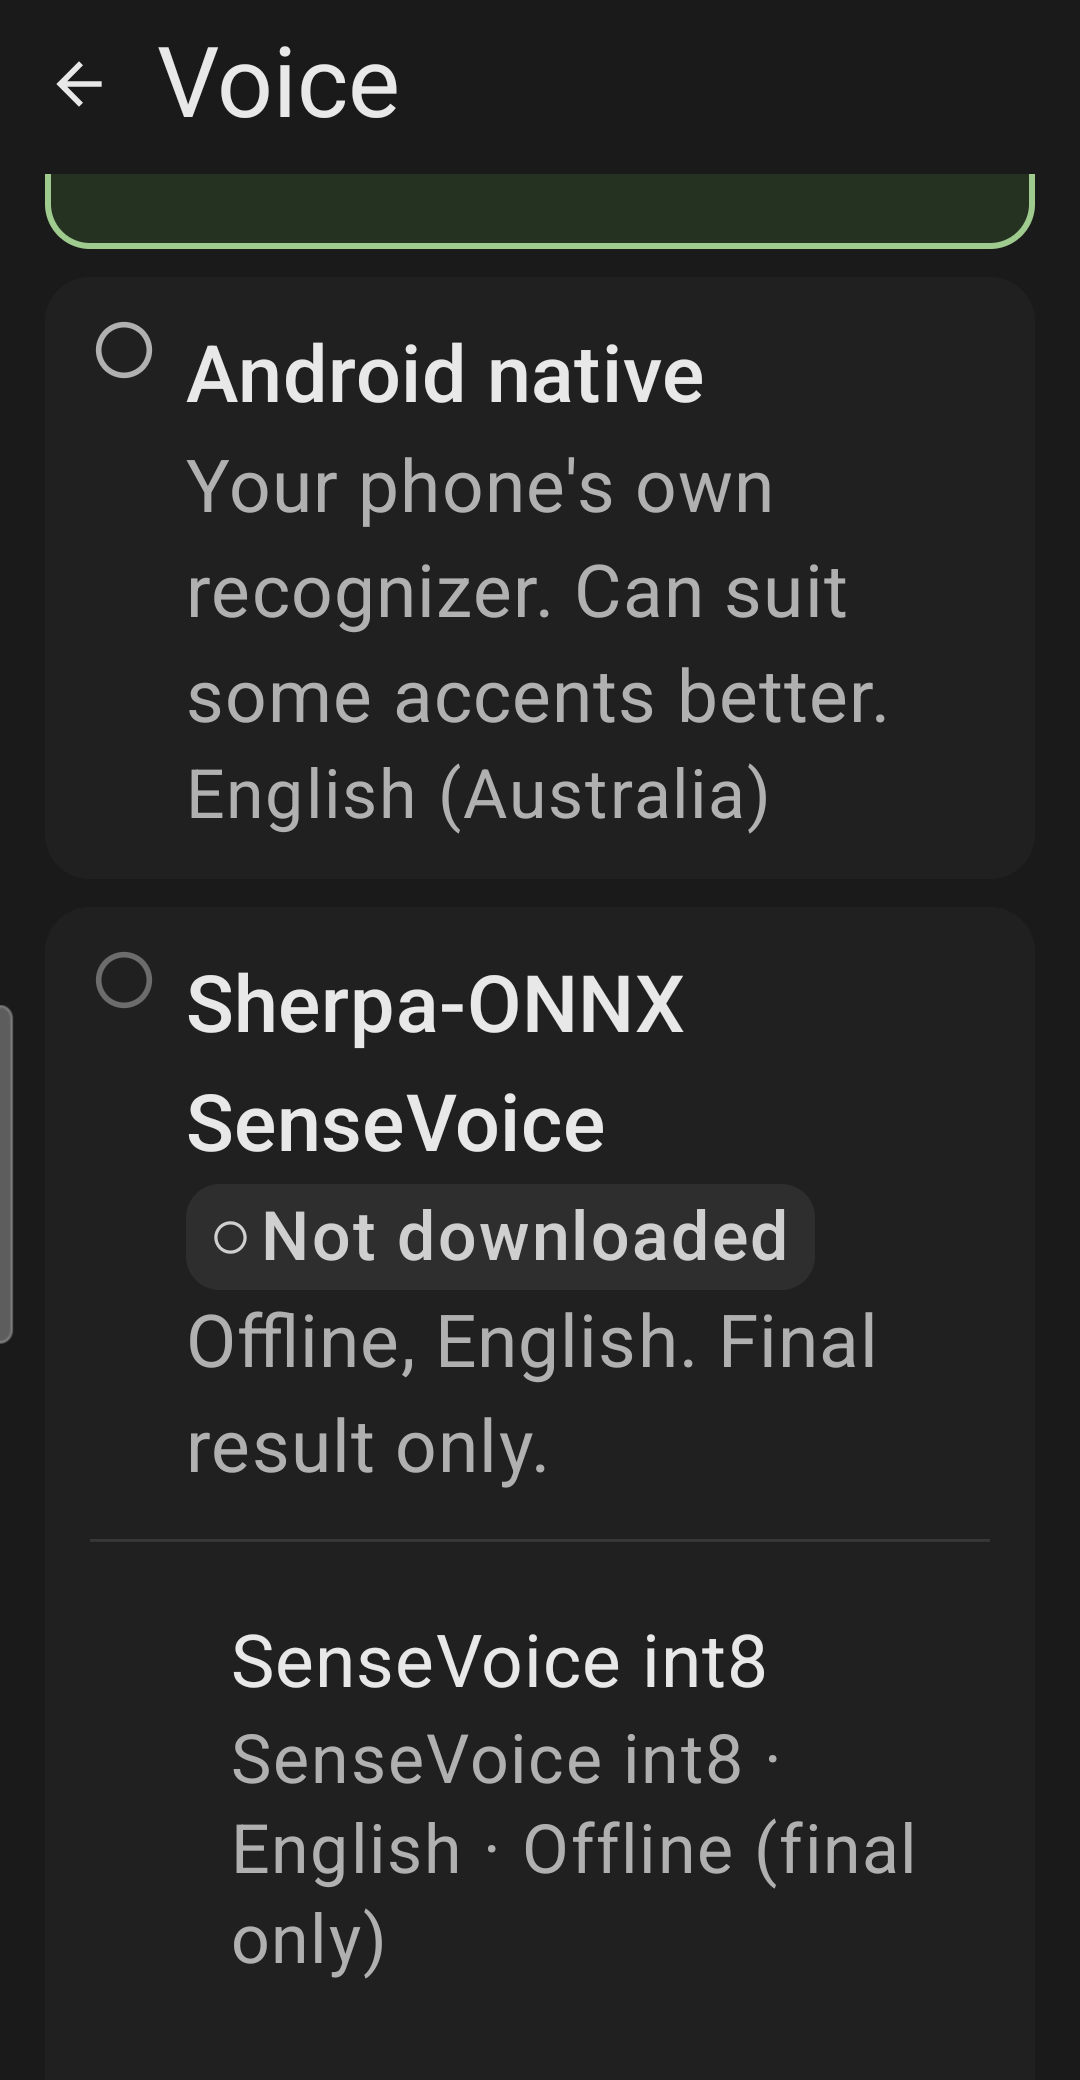 Voice
Android native
Your phone's own
recognizer. Can suit
some accents better.
English (Australia)
Sherpa-ONNX
SenseVoice
Not downloaded
Offline, English. Final
result only.
SenseVoice int8
SenseVoice int8 ·
English · Offline (final
only)